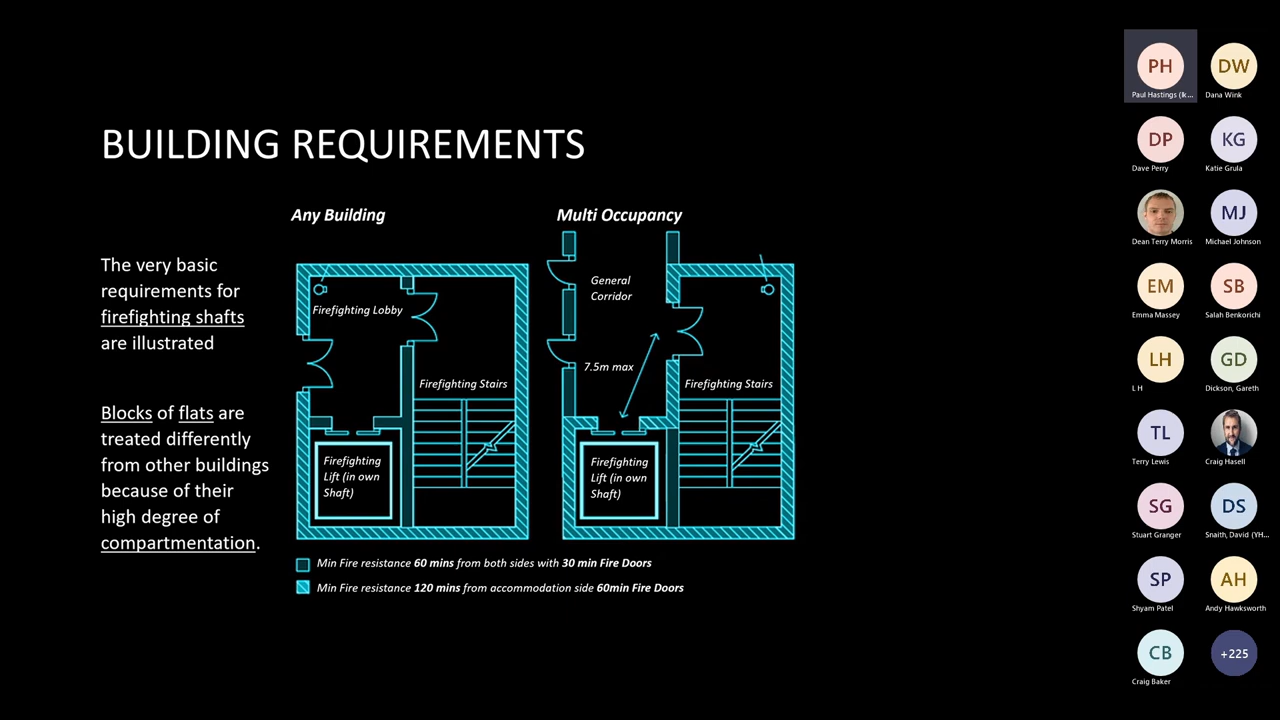 BUILDING REQUIREMENTS
Any Building
Multi Occupancy
The very basic
requirements for
firefighting shafts
are illustrated
Blocks of flats are
treated differently
from other buildings
because of their
high degree of
compartmentation.
Firefighting Lobby
Firefighting Stairs
Firefighting
Lift (in own
Shaft)
General
Corridor
7.5m max
Firefighting Stairs
Firefighting
Lift (in own
Shaft)
Min Fire resistance 60 mins from both sides with 30 min Fire Doors
Min Fire resistance 120 mins from accommodation side 60min Fire Doors
PH
Paul Hastings (Ik...
DW
Dana Wink
DP
Dave Perry
KG
Katie Grula
Dean Terry Morris
MJ
Michael Johnson
EM
Emma Massey
SB
Salah Benkorichi
LH
L H
GD
Dickson, Gareth
TL
Terry Lewis
Craig Hasell
SG
Stuart Granger
DS
Snaith, David (YH...
SP
Shyam Patel
AH
Andy Hawksworth
CB
Craig Baker
+225